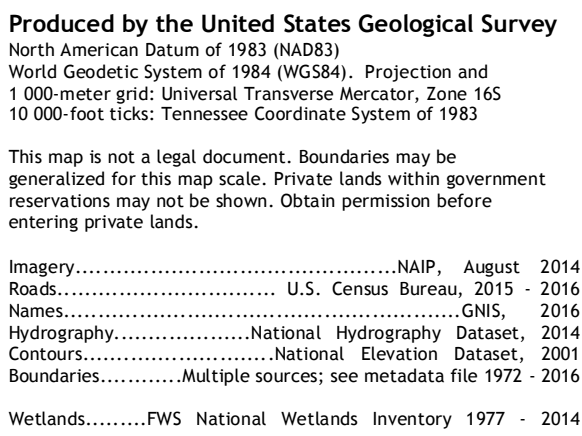 Produced by the United States Geological Survey
North American Datum of 1983 (NAD83)
World Geodetic System of 1984 (WGS84).  Projection and
1 000-meter grid: Universal Transverse Mercator, Zone 16S
10 000-foot ticks: Tennessee Coordinate System of 1983
This map is not a legal document. Boundaries may be
generalized for this map scale. Private lands within government
reservations may not be shown. Obtain permission before
entering private lands.
Imagery.............................................NAIP, August 2014
Roads.............................. U.S. Census Bureau, 2015 - 2016
Names.......................................................GNIS, 2016
Hydrography...................National Hydrography Dataset, 2014
Contours..........................National Elevation Dataset, 2001
Boundaries...........Multiple sources; see metadata file 1972 - 2016
Wetlands.........FWS National Wetlands Inventory 1977 - 2014